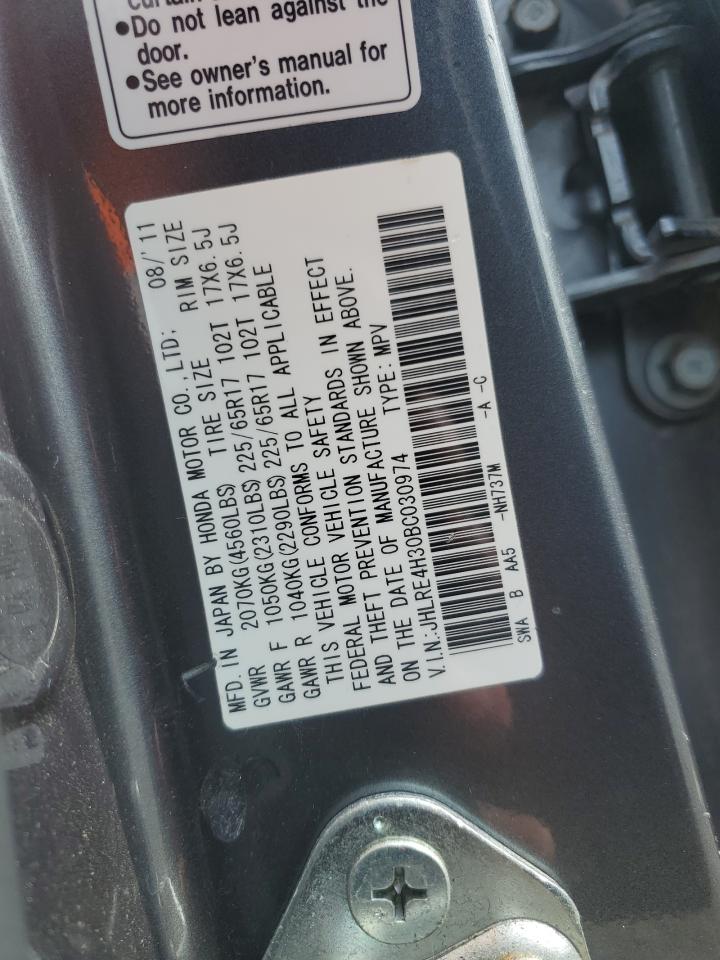 ●Do not lean against the
door.
●See owner's manual for
more information.
MFD. IN JAPAN BY HONDA MOTOR CO., LTD; 08/'11
GVWR 2070KG(4560LBS) TIRE SIZE RIM SIZE
GAWR F 1050KG(2310LBS) 225/65R17 102T 17X6.5J
GAWR R 1040KG(2290LBS) 225/65R17 102T 17X6.5J
THIS VEHICLE CONFORMS TO ALL APPLICABLE
FEDERAL MOTOR VEHICLE SAFETY
AND THEFT PREVENTION STANDARDS IN EFFECT
ON THE DATE OF MANUFACTURE SHOWN ABOVE.
V.I.N.:JHLRE4H30BC030974 TYPE:MPV
SWA B AA5 -NH737M -A -C